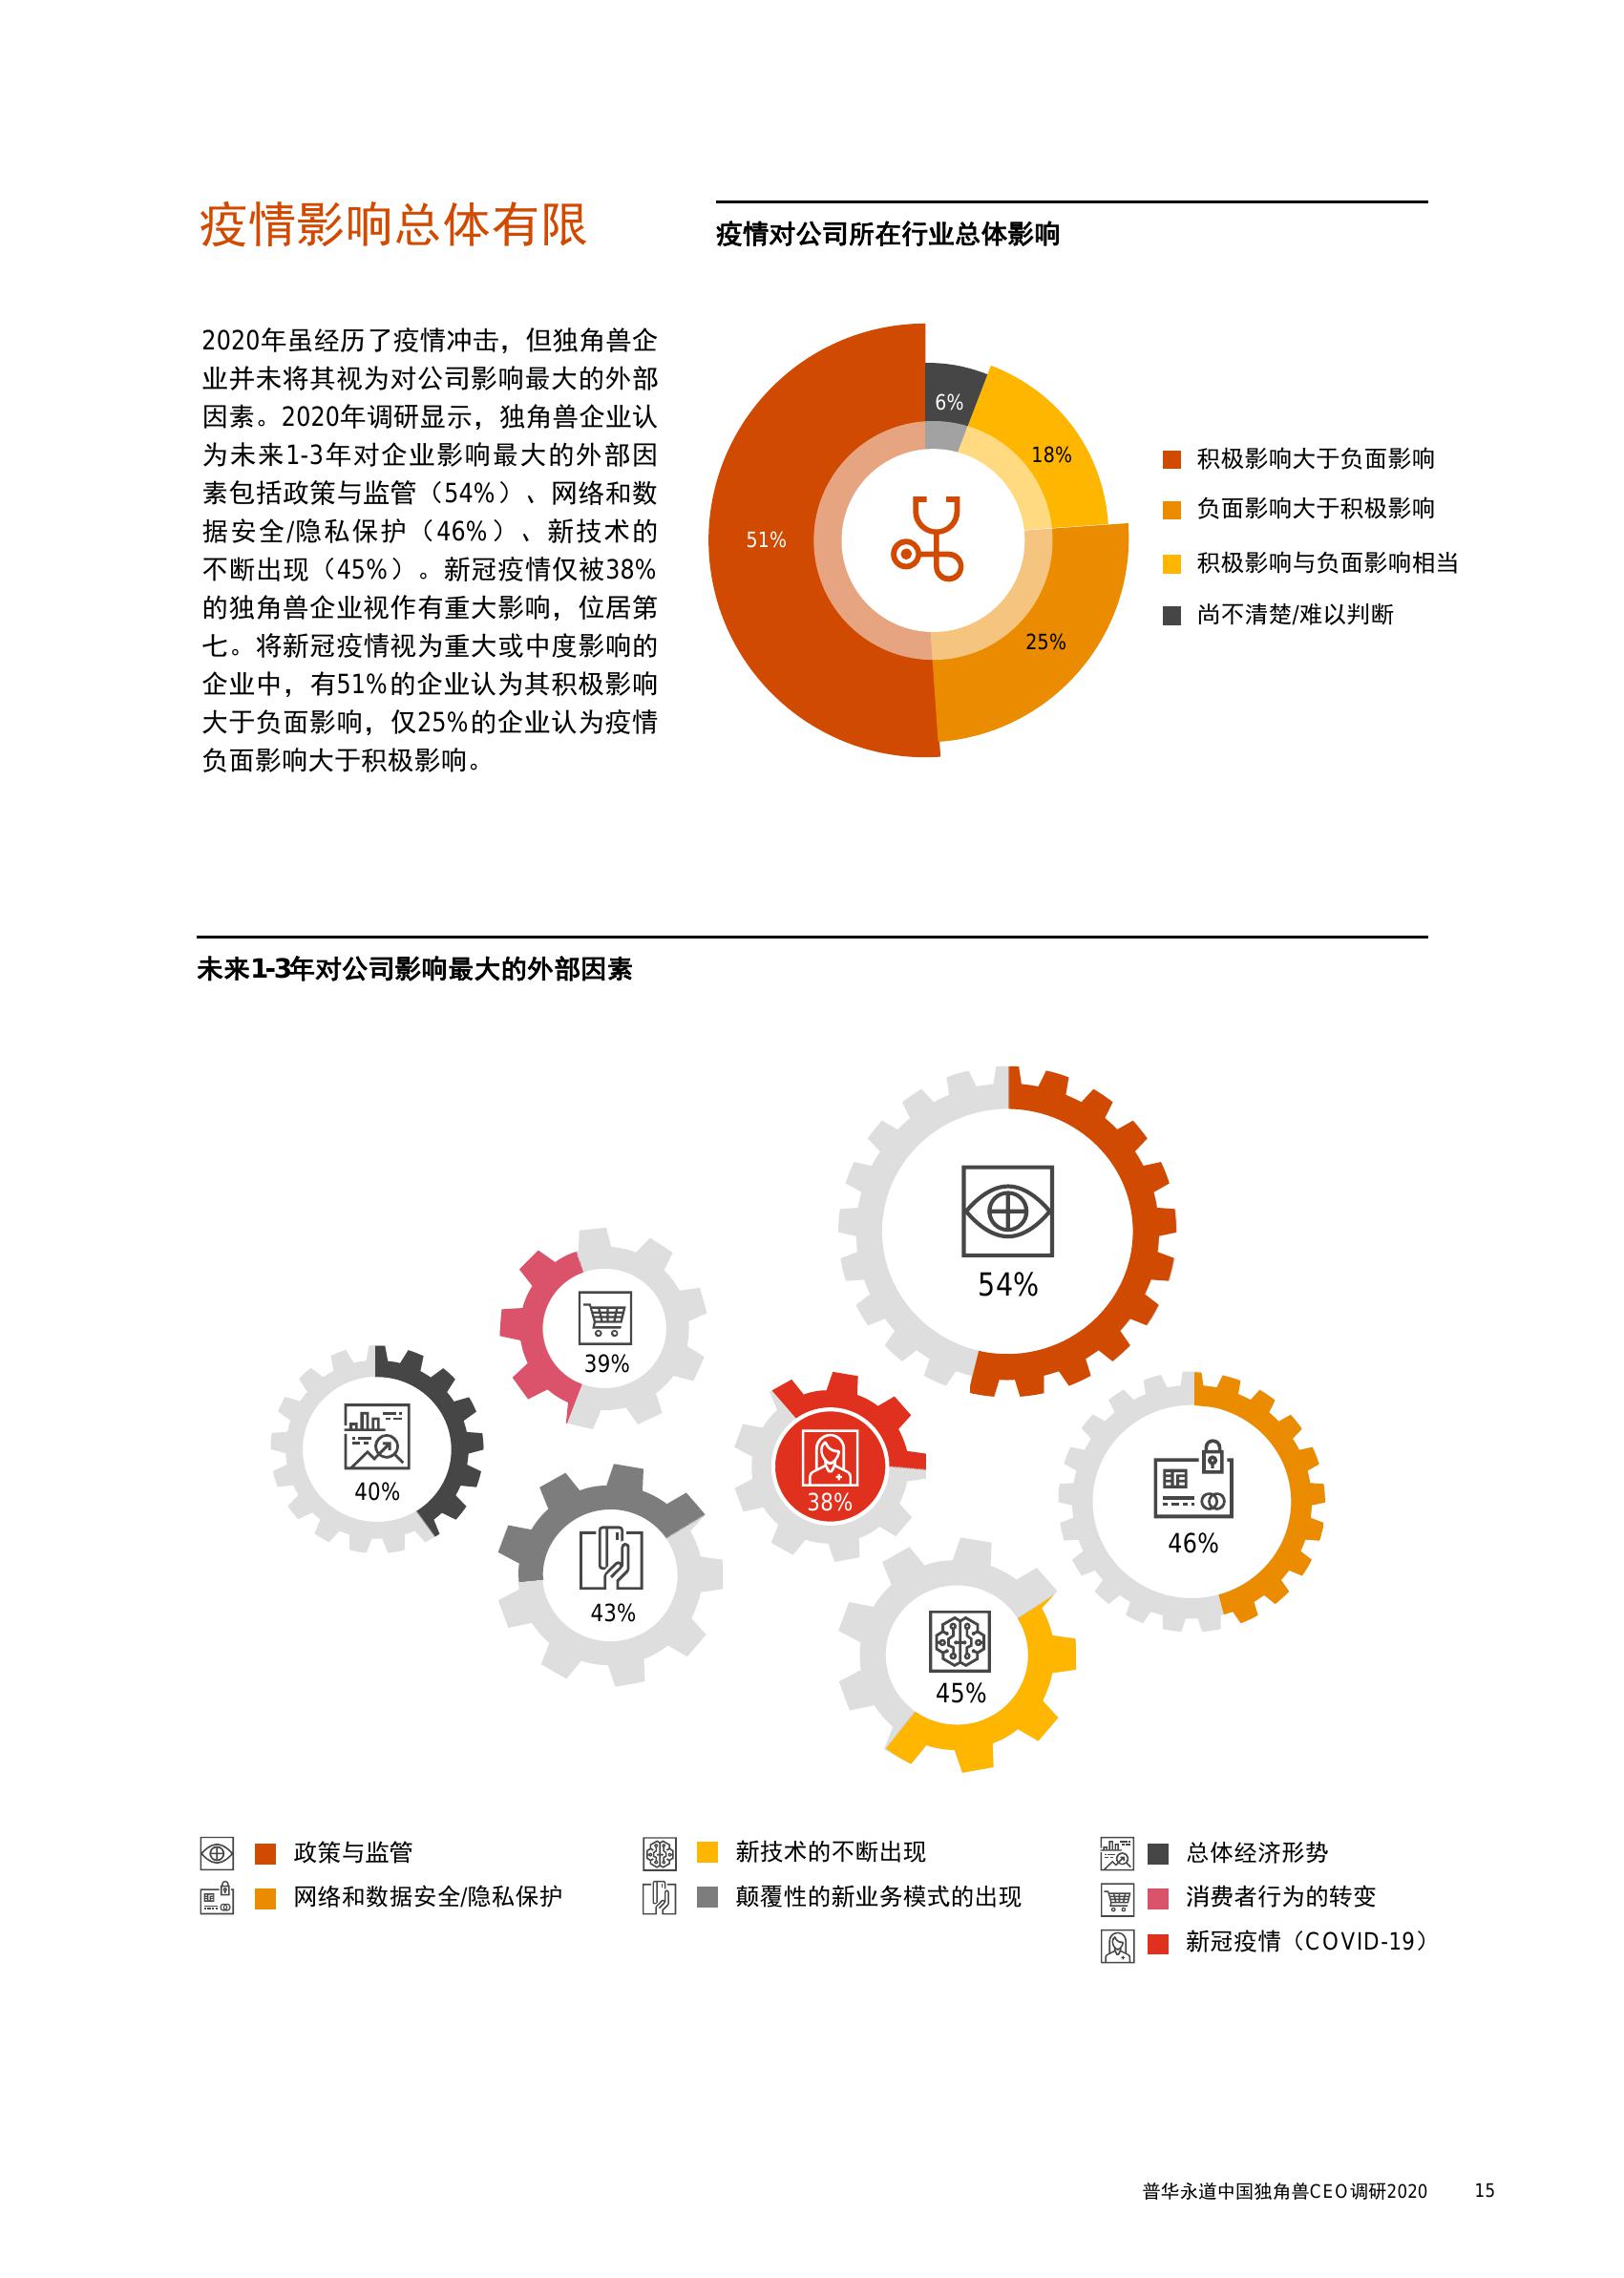 疫情影响总体有限
2020年虽经历了疫情冲击，但独角兽企
业并未将其视为对公司影响最大的外部
因素。2020年调研显示，独角兽企业认
为未来1-3年对企业影响最大的外部因
素包括政策与监管（54%）、网络和数
据安全/隐私保护（46%）、新技术的
不断出现（45%）。新冠疫情仅被38%
的独角兽企业视作有重大影响，位居第
七。将新冠疫情视为重大或中度影响的
企业中，有51%的企业认为其积极影响
大于负面影响，仅25%的企业认为疫情
负面影响大于积极影响。
疫情对公司所在行业总体影响
6%
18%
51%
25%
积极影响大于负面影响
负面影响大于积极影响
积极影响与负面影响相当
尚不清楚/难以判断
未来1-3年对公司影响最大的外部因素
54%
39%
40%
38%
46%
43%
45%
政策与监管
网络和数据安全/隐私保护
新技术的不断出现
颠覆性的新业务模式的出现
总体经济形势
消费者行为的转变
新冠疫情（COVID-19）
普华永道中国独角兽CEO调研2020 15